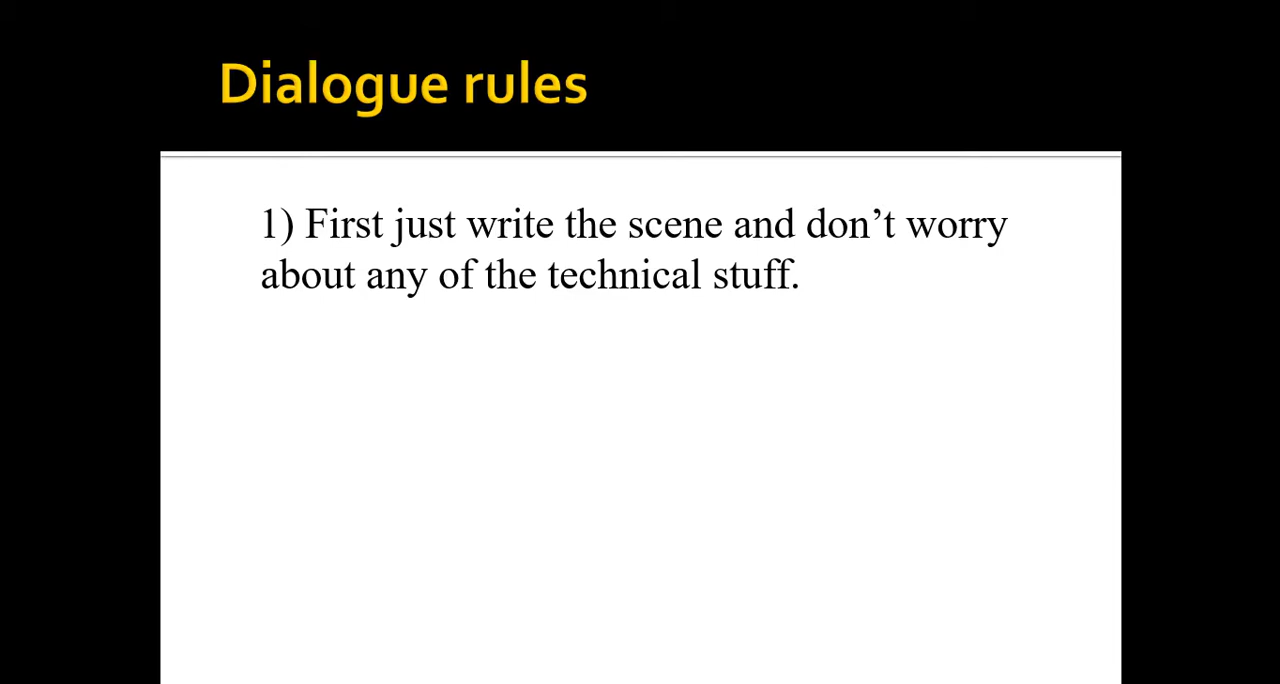 Dialogue rules
1) First just write the scene and don’t worry
about any of the technical stuff.